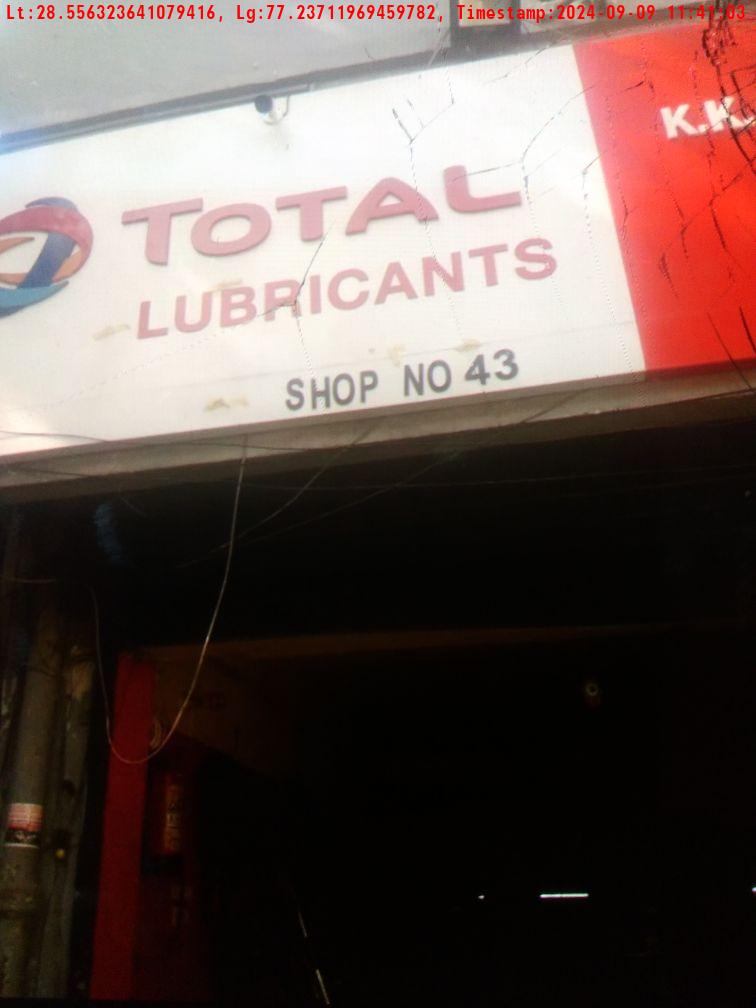 Lt:28.556323641079416, Lg:77.23711969459782, Timestamp:2024-09-09 11:41:03
K.K.
TOTAL
LUBRICANTS
SHOP NO 43